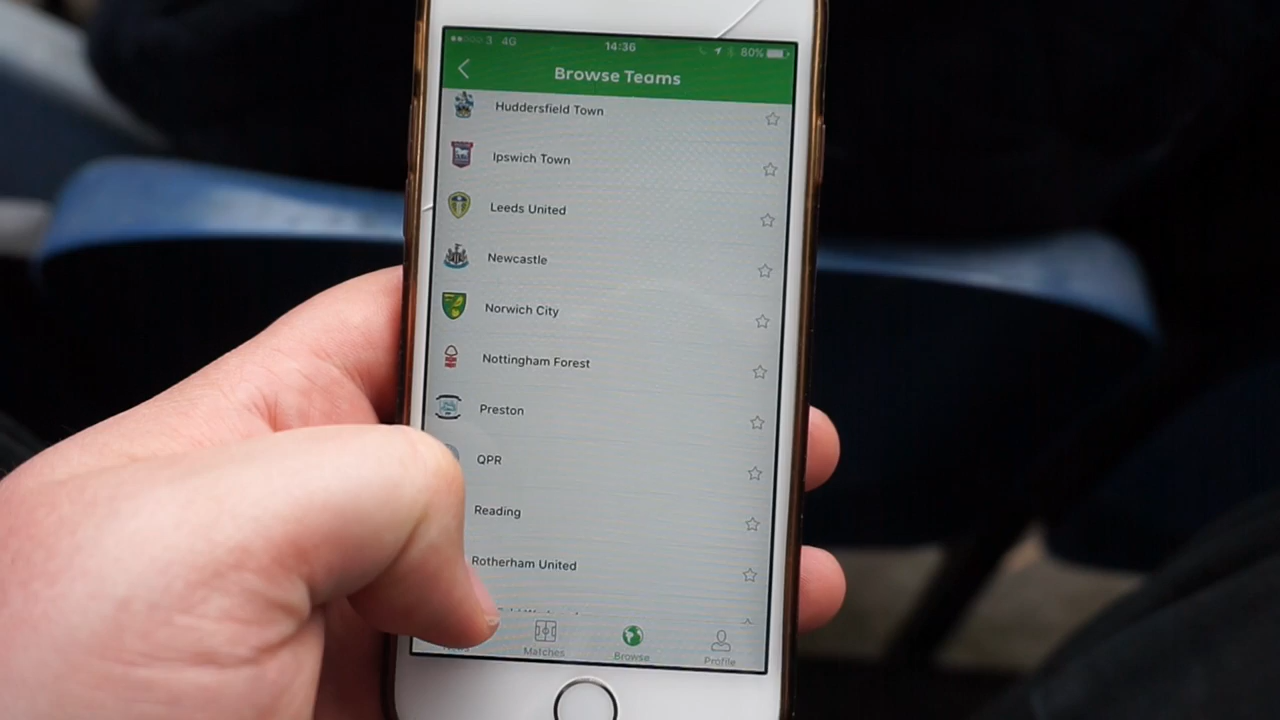 3 4G 14:36 80%
Browse Teams
Huddersfield Town
Ipswich Town
Leeds United
Newcastle
Norwich City
Nottingham Forest
Preston
QPR
Reading
Rotherham United
Matches
Browse
Profile